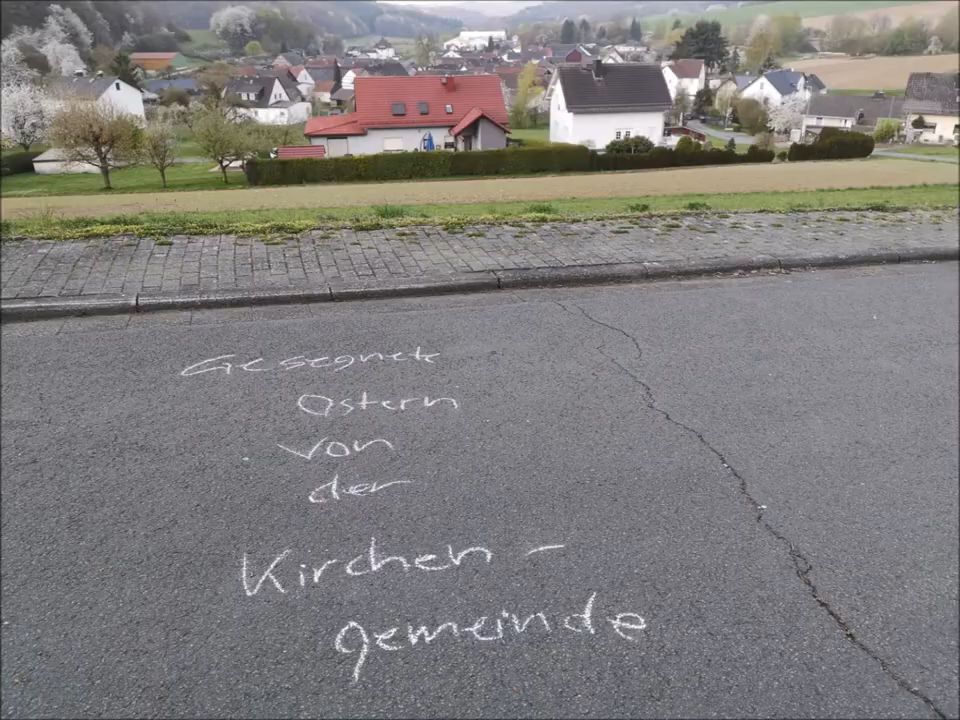 Gesegnete
Ostern
von
der
Kirchen-
gemeinde